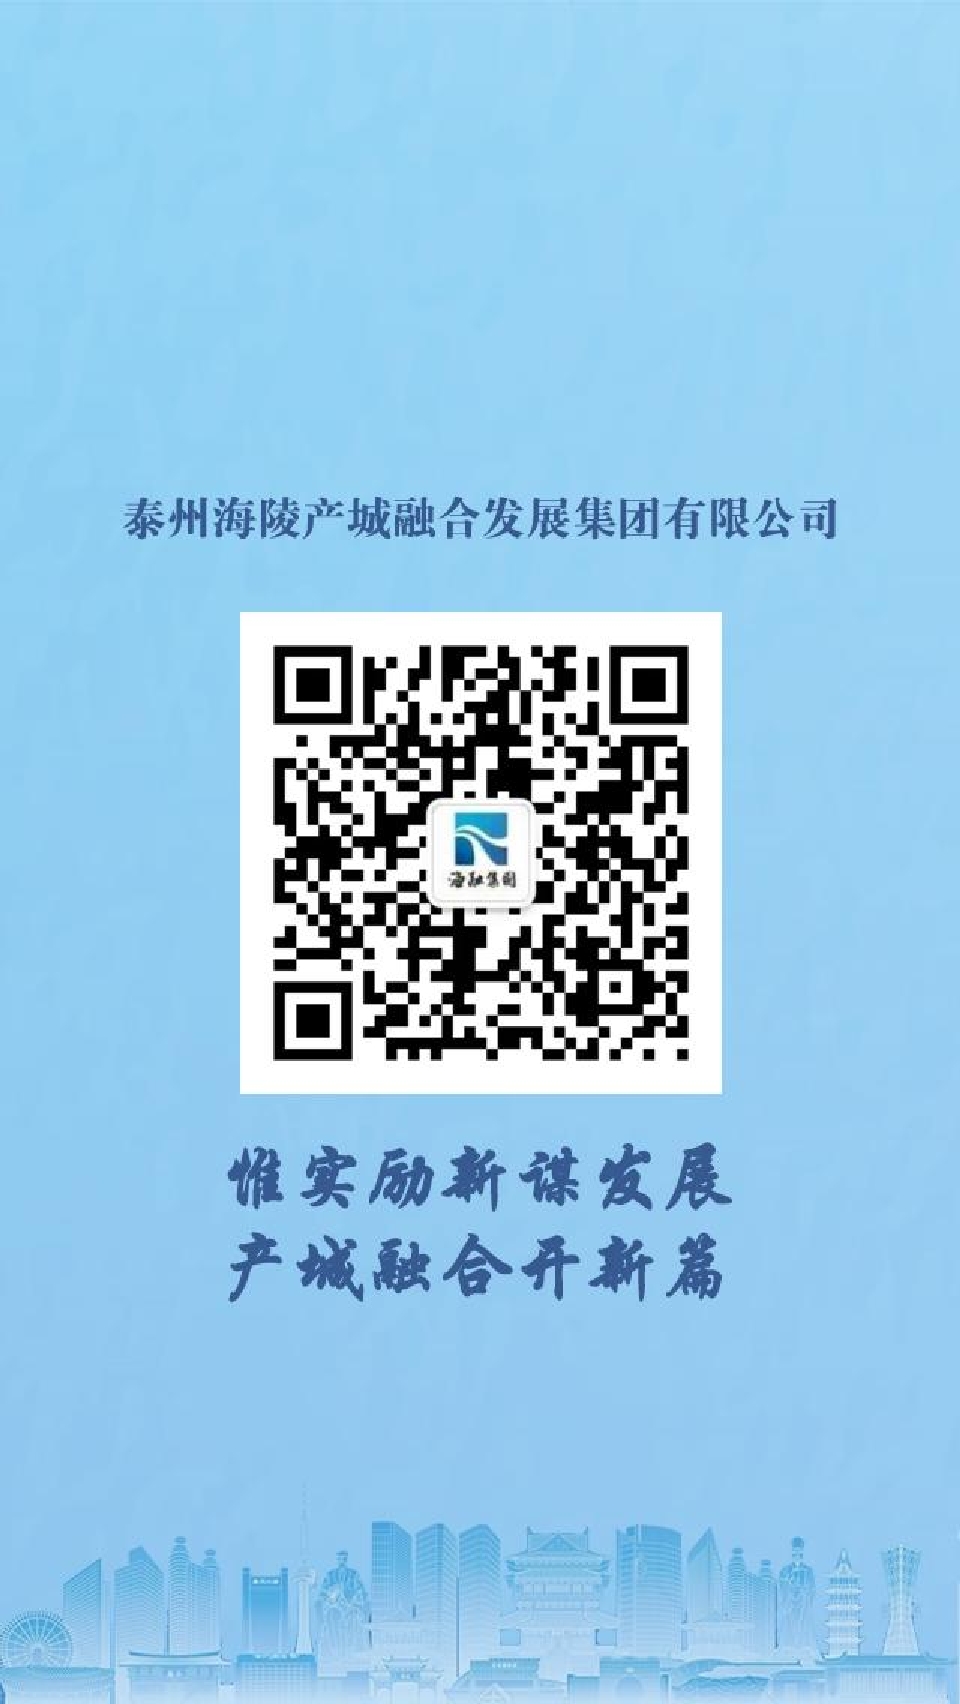 泰州海陵产城融合发展集团有限公司
海融集团
惟实励新谋发展
产城融合开新篇